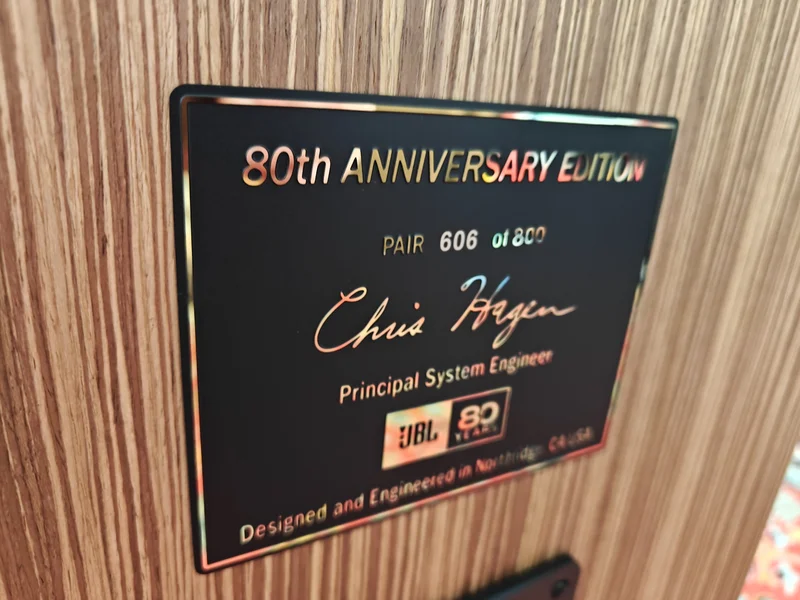 80th ANNIVERSARY EDITION
PAIR 606 of 800
Chris Hagen
Principal System Engineer
JBL 80 YEARS
Designed and Engineered in Northridge, CA USA